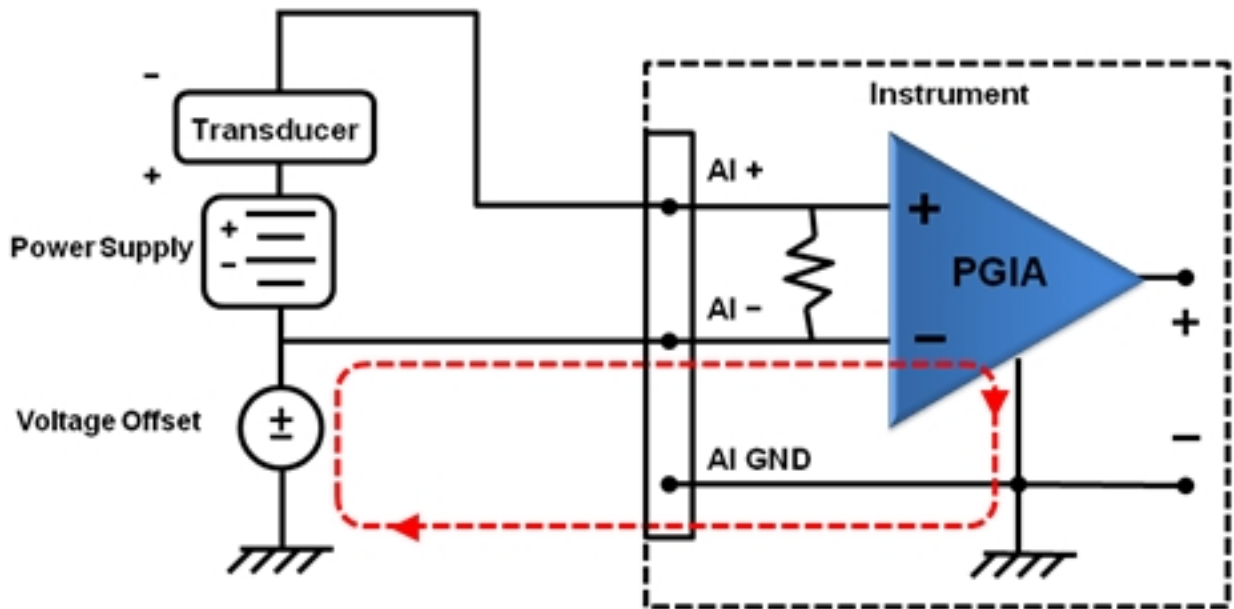 Instrument
−
Transducer
+
AI +
+
Power Supply
+
−
PGIA
AI −
−
+
Voltage Offset
±
−
AI GND